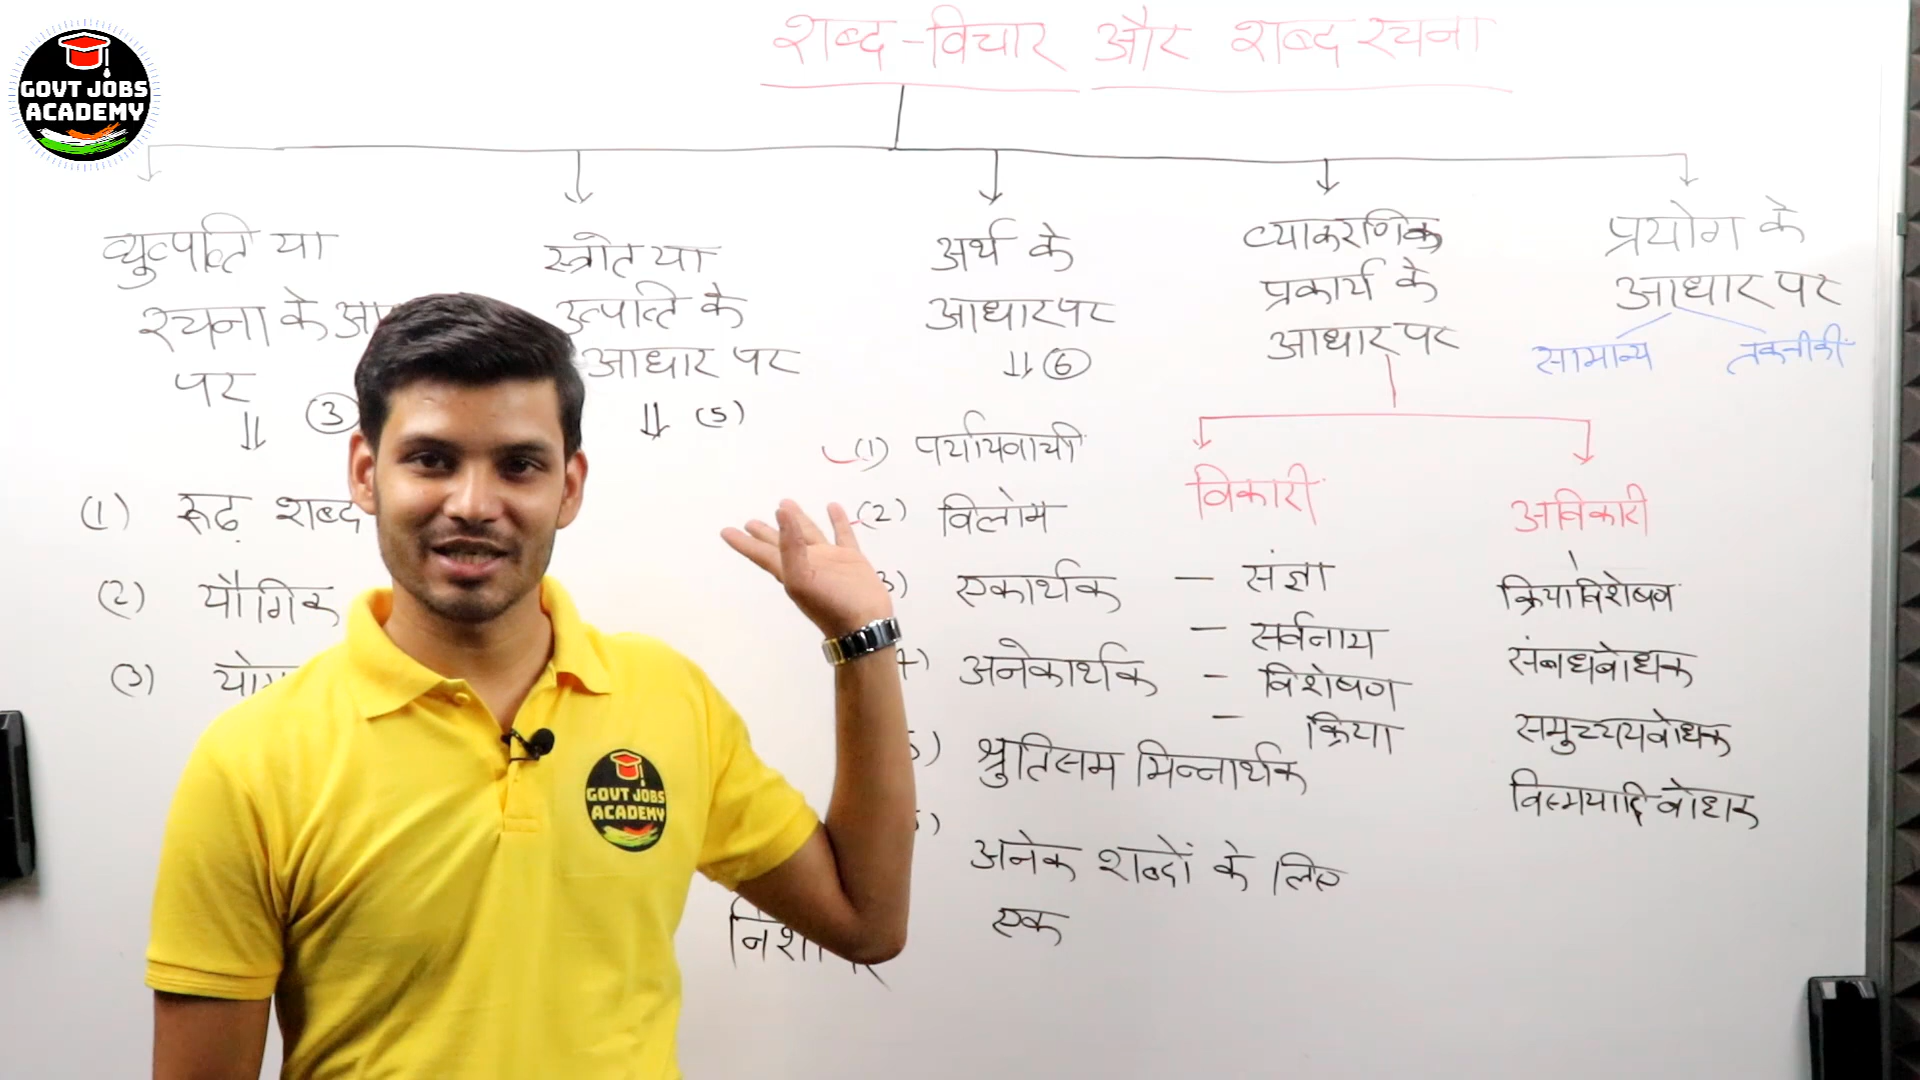 GOVT JOBS
ACADEMY
शब्द-विचार और शब्द रचना
व्युत्पत्ति या
रचना के आ
पर
(3)
(1) रूढ़ शब्द
(2) यौगिक
(3)
स्त्रोत या
उत्पत्ति के
आधार पर
(5)
अर्थ के
आधार पर
(6)
(1) पर्यायवाची
(2) विलोम
3) एकार्थक
अनेकार्थक
श्रुतिसम भिन्नार्थक
अनेक शब्दों के लिए
एक
व्याकरणिक
प्रकार्य के
आधार पर
विकारी
- संज्ञा
- सर्वनाम
- विशेषण
- क्रिया
अविकारी
क्रियाविशेषण
संबधबोधक
समुच्चयबोधक
विस्मयादिबोधक
प्रयोग के
आधार पर
सामान्य तकनीकी
GOVT JOBS
ACADEMY